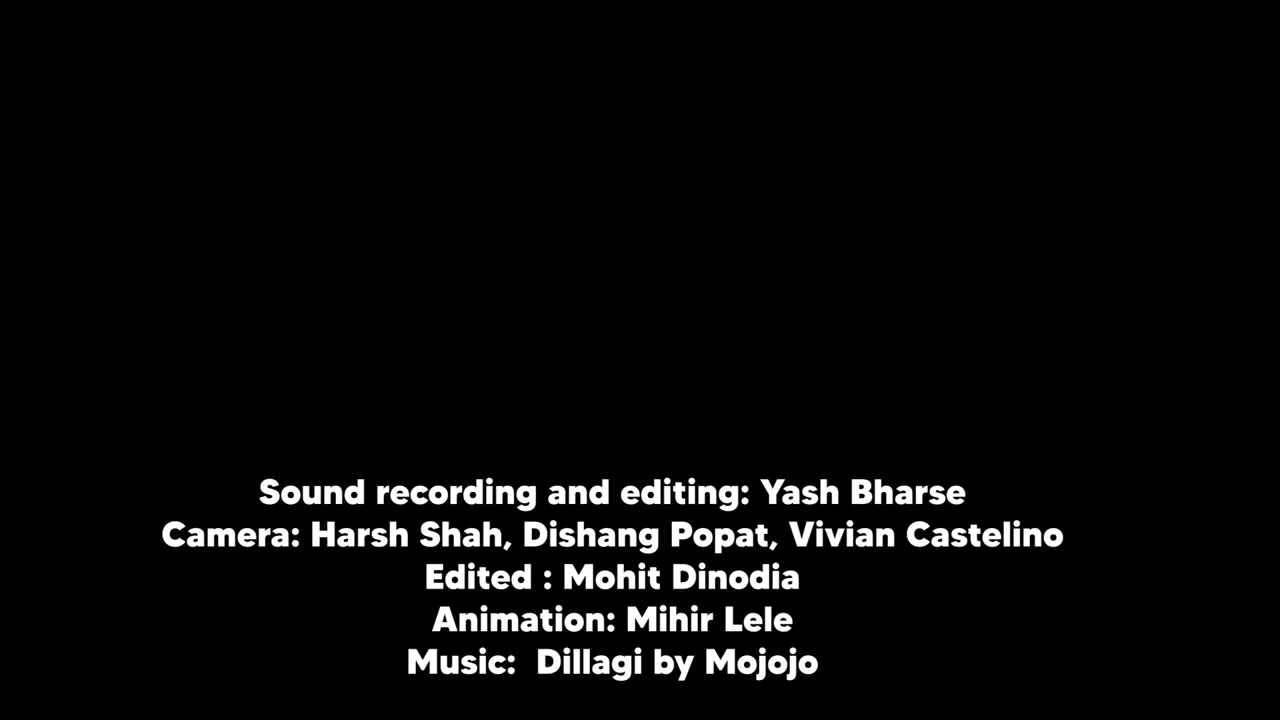 Sound recording and editing: Yash Bharse
Camera: Harsh Shah, Dishang Popat, Vivian Castelino
Edited : Mohit Dinodia
Animation: Mihir Lele
Music:  Dillagi by Mojojo